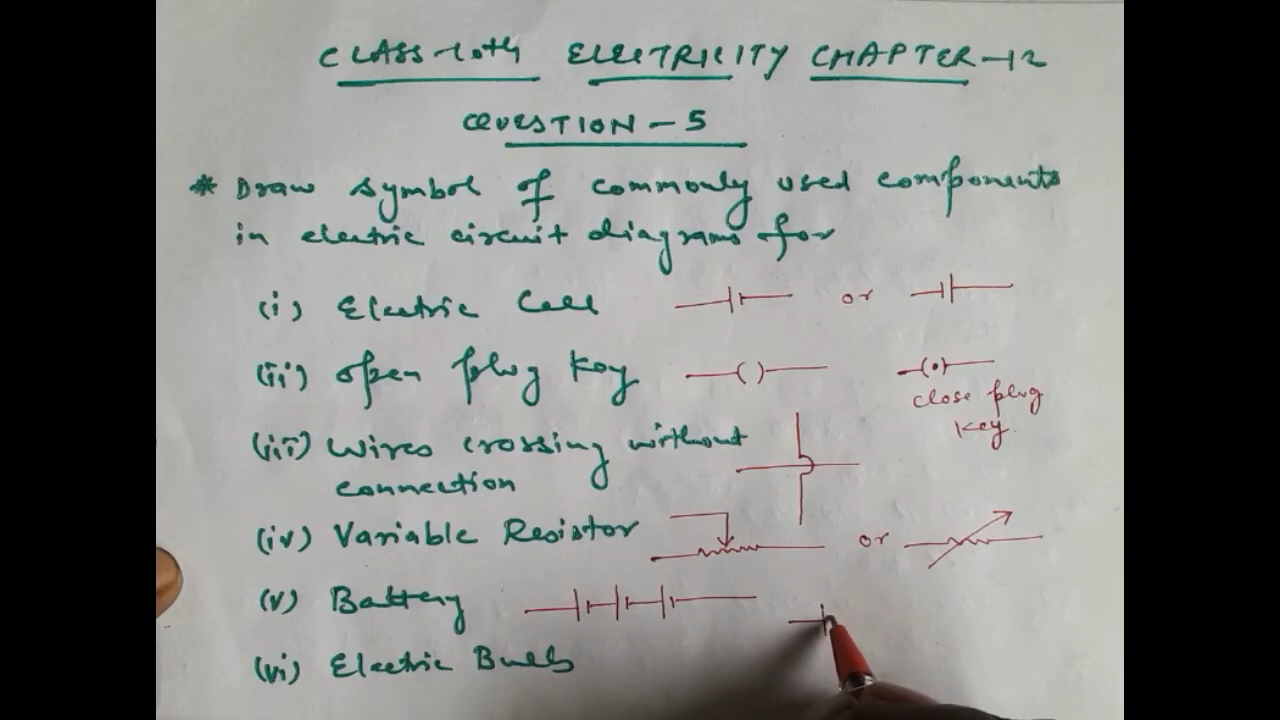 CLASS-10th ELECTRICITY CHAPTER-12
QUESTION-5
* Draw symbol of commonly used components
in electric circuit diagrams for
(i) Electric Cell or
(ii) open plug Key
close plug
Key.
(iii) Wires crossing without
connection
(iv) Variable Resistor or
(v) Battery
(vi) Electric Bulb